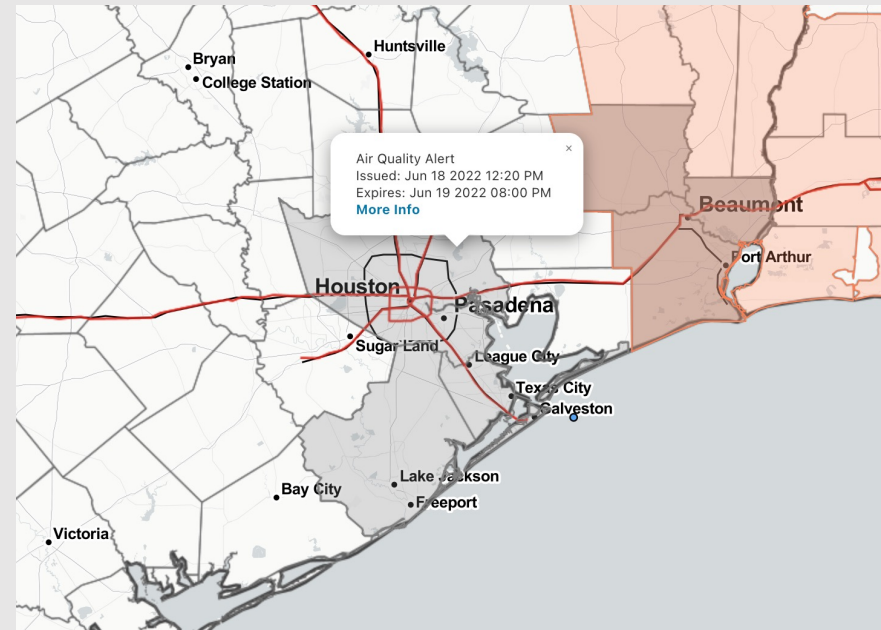 Huntsville
Bryan
College Station
×
Air Quality Alert
Issued: Jun 18 2022 12:20 PM
Expires: Jun 19 2022 08:00 PM
More Info
Beaumont
Port Arthur
Houston
Pasadena
Sugar Land
League City
Texas City
Galveston
Lake Jackson
Bay City
Freeport
Victoria